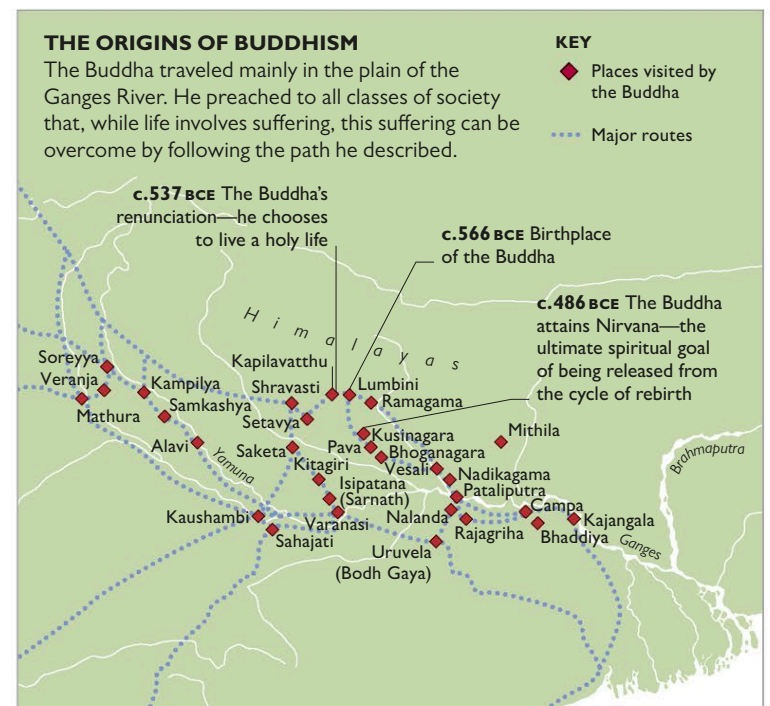 THE ORIGINS OF BUDDHISM
The Buddha traveled mainly in the plain of the
Ganges River. He preached to all classes of society
that, while life involves suffering, this suffering can be
overcome by following the path he described.
KEY
Places visited by
the Buddha
Major routes
c.537 BCE The Buddha's
renunciation—he chooses
to live a holy life
c.566 BCE Birthplace
of the Buddha
c.486 BCE The Buddha
attains Nirvana—the
ultimate spiritual goal
of being released from
the cycle of rebirth
Himalayas
Soreyya
Veranja
Mathura
Kampilya
Samkashya
Alavi
Yamuna
Kapilavatthu
Shravasti
Setavya
Lumbini
Ramagama
Saketa
Kitagiri
Kusinagara
Pava
Bhoganagara
Vesali
Mithila
Brahmaputra
Isipatana
(Sarnath)
Varanasi
Nadikagama
Pataliputra
Kaushambi
Sahajati
Nalanda
Rajagriha
Campa
Bhaddiya
Kajangala
Ganges
Uruvela
(Bodh Gaya)